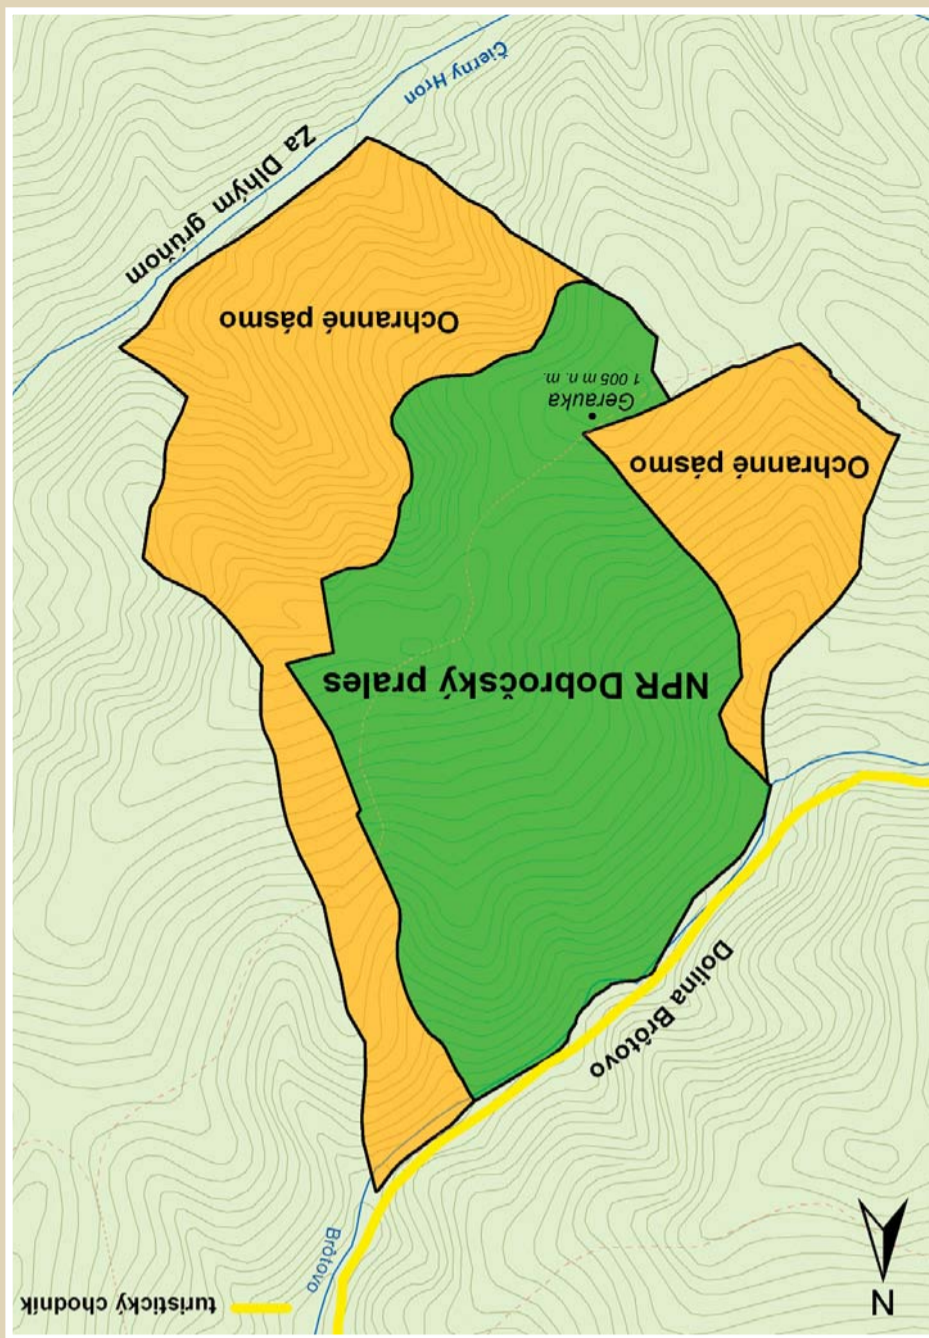 N
turistický chodník
Brôtovo
Dolina Brôtovo
NPR Dobročský prales
Ochranné pásmo
Gerauka
1 005 m n. m.
Ochranné pásmo
Za Dlhým grúňom
Čierny Hron